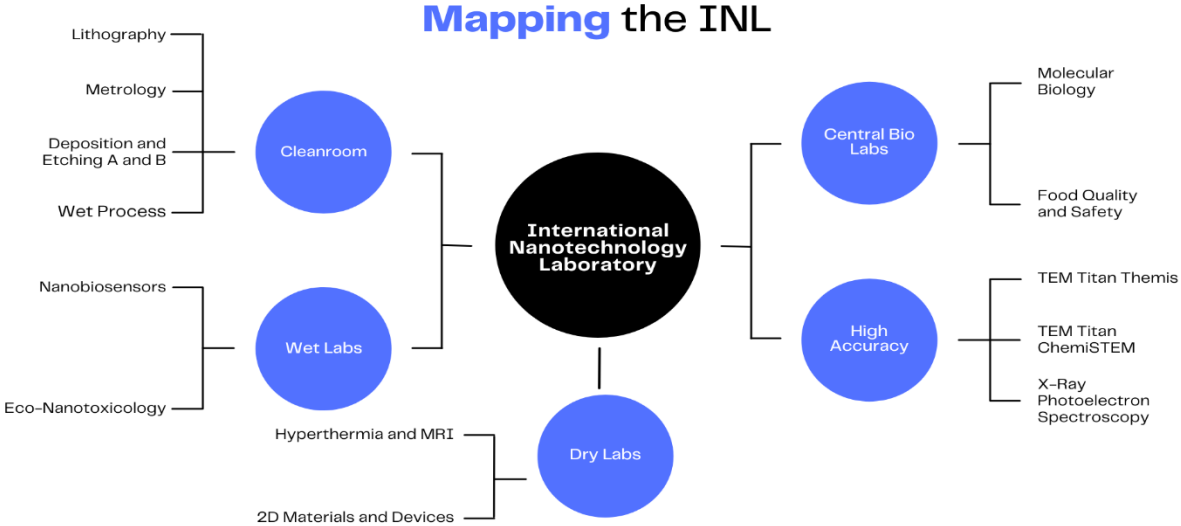 Mapping the INL
Lithography
Metrology
Deposition and
Etching A and B
Wet Process
Cleanroom
Nanobiosensors
Eco-Nanotoxicology
Wet Labs
International
Nanotechnology
Laboratory
Hyperthermia and MRI
2D Materials and Devices
Dry Labs
Central Bio
Labs
Molecular
Biology
Food Quality
and Safety
High
Accuracy
TEM Titan Themis
TEM Titan
ChemiSTEM
X-Ray
Photoelectron
Spectroscopy